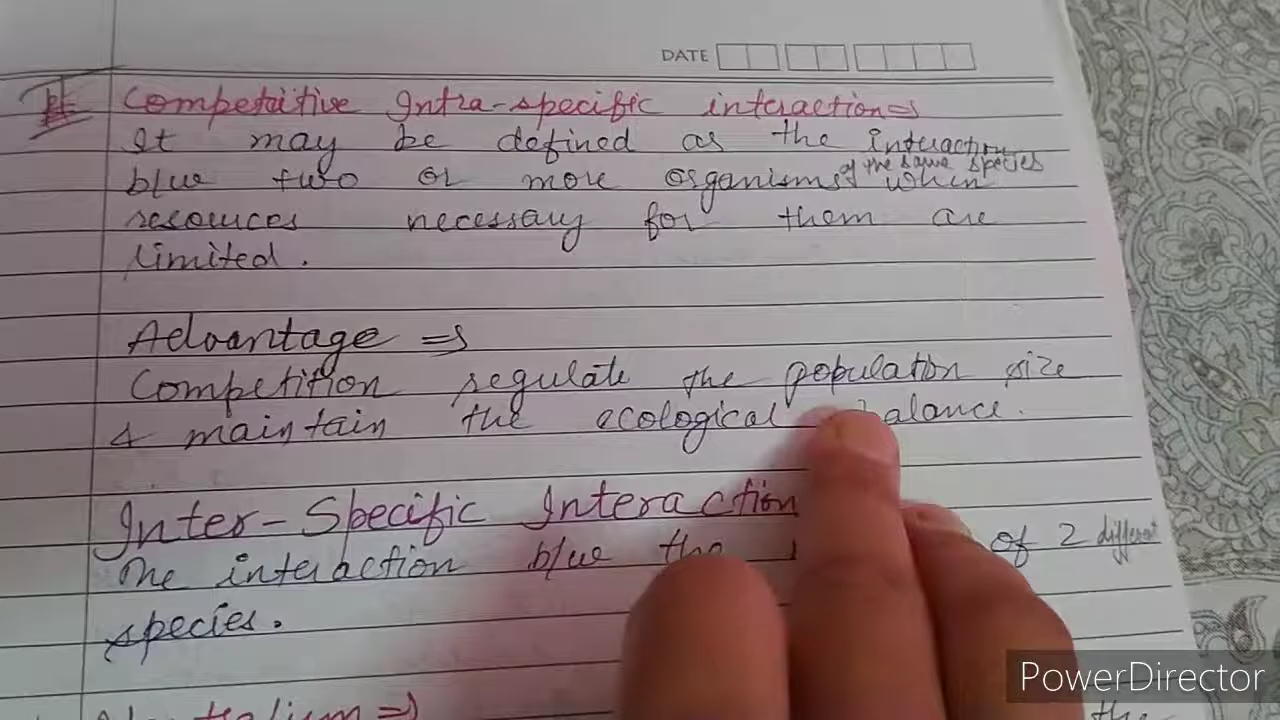 DATE
Competitive Intra-specific interaction⇒
It may be defined as the interaction
of the same species
b/w two or more organisms when
resources necessary for them are
limited.
Advantage ⇒
Competition regulate the population size
& maintain the ecological balance.
Inter-Specific Interaction
The interaction b/w the of 2 different
species.
the
PowerDirector